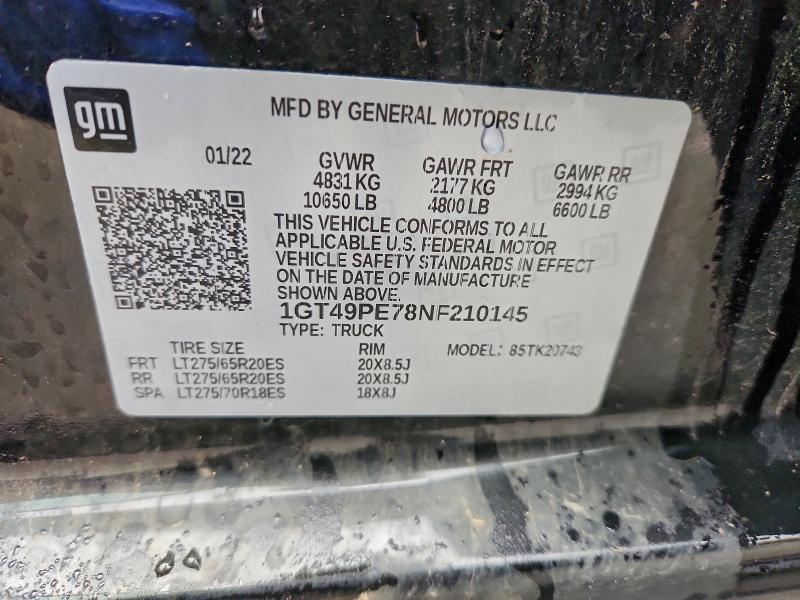 gm
MFD BY GENERAL MOTORS LLC
01/22 GVWR GAWR FRT GAWR RR
4831 KG 2177 KG 2994 KG
10650 LB 4800 LB 6600 LB
THIS VEHICLE CONFORMS TO ALL
APPLICABLE U.S. FEDERAL MOTOR
VEHICLE SAFETY STANDARDS IN EFFECT
ON THE DATE OF MANUFACTURE
SHOWN ABOVE.
1GT49PE78NF210145
TYPE: TRUCK
TIRE SIZE RIM MODEL: 85TK20743
FRT LT275/65R20ES 20X8.5J
RR LT275/65R20ES 20X8.5J
SPA LT275/70R18ES 18X8J